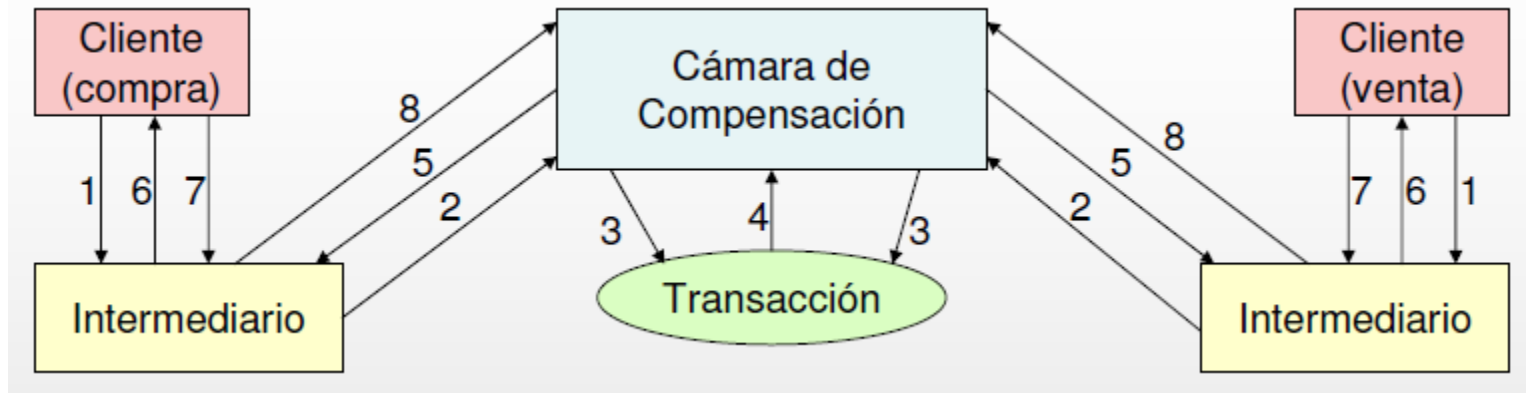 Cliente
(compra)
Cámara de
Compensación
Cliente
(venta)
8
5
2
1
6
7
3
4
3
8
5
2
7
6
1
Intermediario
Transacción
Intermediario